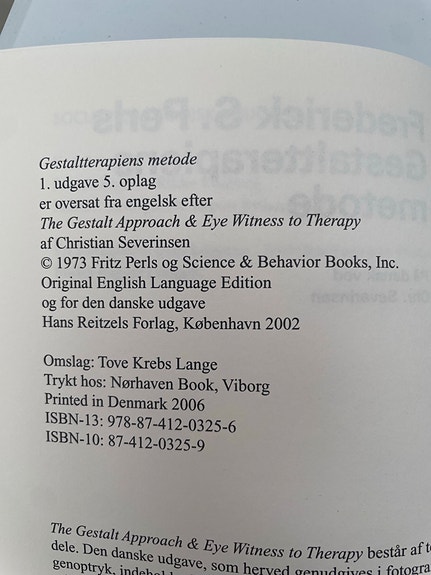 Gestaltterapiens metode
1. udgave 5. oplag
er oversat fra engelsk efter
The Gestalt Approach & Eye Witness to Therapy
af Christian Severinsen
© 1973 Fritz Perls og Science & Behavior Books, Inc.
Original English Language Edition
og for den danske udgave
Hans Reitzels Forlag, København 2002
Omslag: Tove Krebs Lange
Trykt hos: Nørhaven Book, Viborg
Printed in Denmark 2006
ISBN-13: 978-87-412-0325-6
ISBN-10: 87-412-0325-9
The Gestalt Approach & Eye Witness to Therapy består af
dele. Den danske udgave, som herved genudgives i
genoptryk,